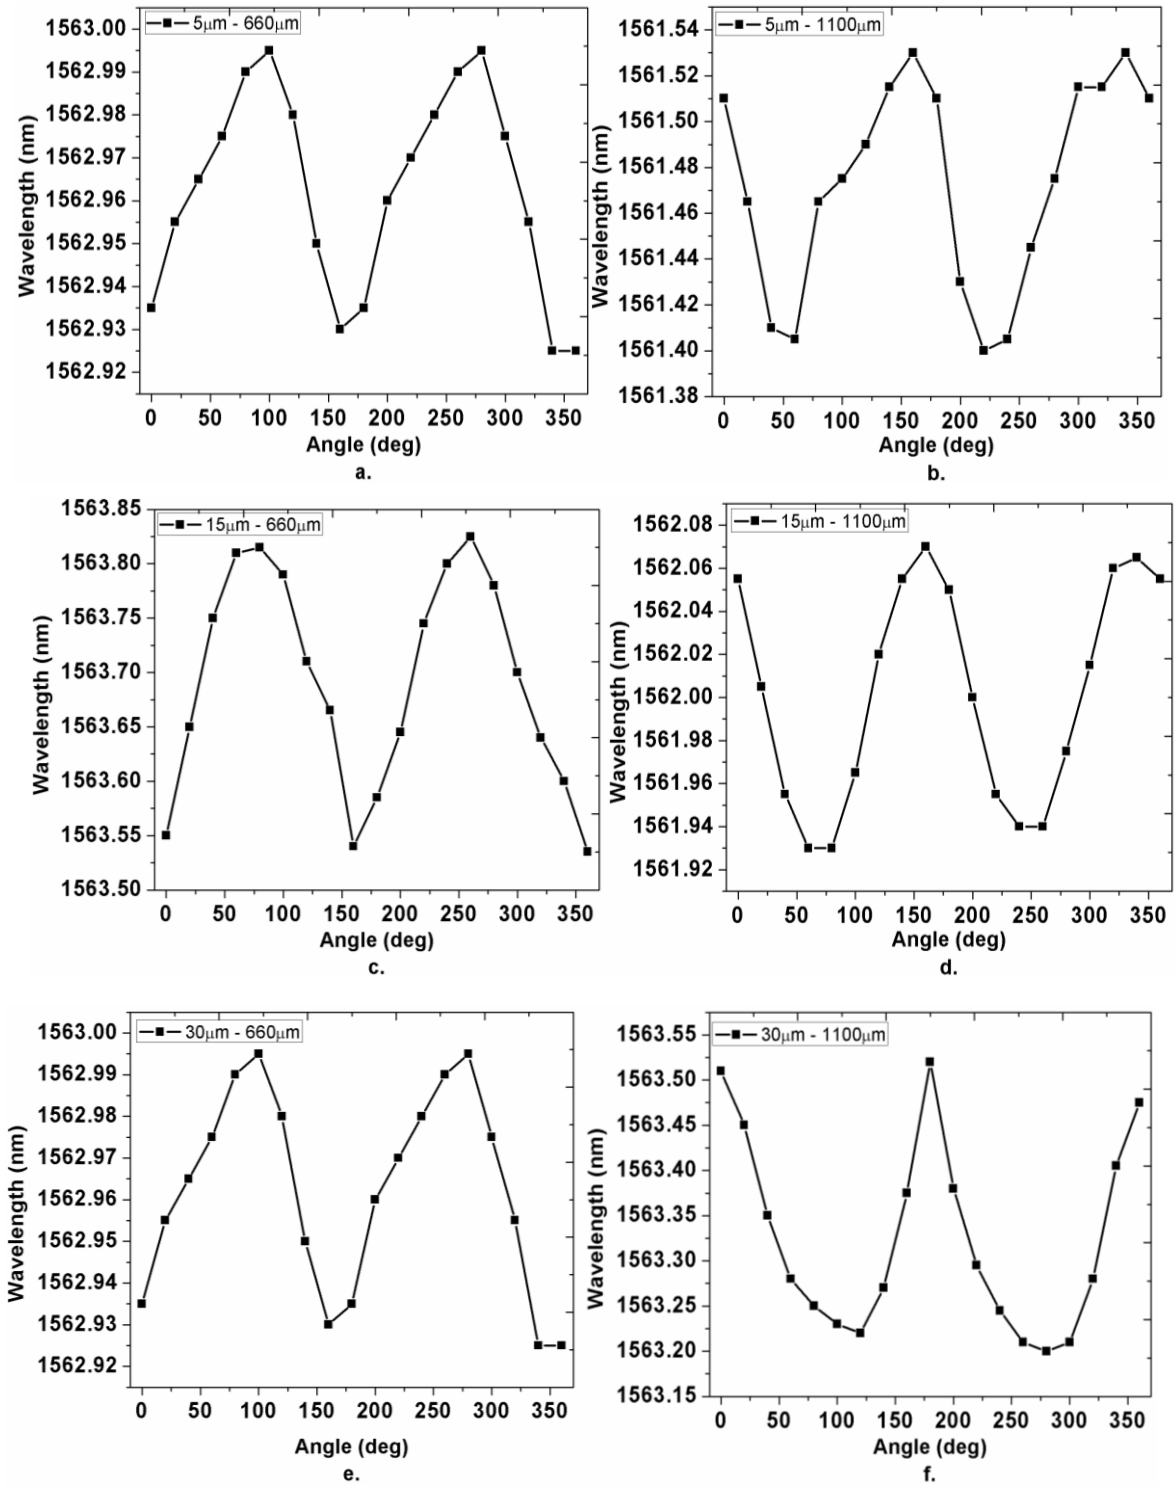 5μm - 660μm
1563.00
1562.99
1562.98
1562.97
1562.96
1562.95
1562.94
1562.93
1562.92
Wavelength (nm)
0 50 100 150 200 250 300 350
Angle (deg)
a.
5μm - 1100μm
1561.54
1561.52
1561.50
1561.48
1561.46
1561.44
1561.42
1561.40
1561.38
Wavelength (nm)
0 50 100 150 200 250 300 350
Angle (deg)
b.
15μm - 660μm
1563.85
1563.80
1563.75
1563.70
1563.65
1563.60
1563.55
1563.50
Wavelength (nm)
0 50 100 150 200 250 300 350
Angle (deg)
c.
15μm - 1100μm
1562.08
1562.06
1562.04
1562.02
1562.00
1561.98
1561.96
1561.94
1561.92
Wavelength (nm)
0 50 100 150 200 250 300 350
Angle (deg)
d.
30μm - 660μm
1563.00
1562.99
1562.98
1562.97
1562.96
1562.95
1562.94
1562.93
1562.92
Wavelength (nm)
0 50 100 150 200 250 300 350
Angle (deg)
e.
30μm - 1100μm
1563.55
1563.50
1563.45
1563.40
1563.35
1563.30
1563.25
1563.20
1563.15
Wavelength (nm)
0 50 100 150 200 250 300 350
Angle (deg)
f.